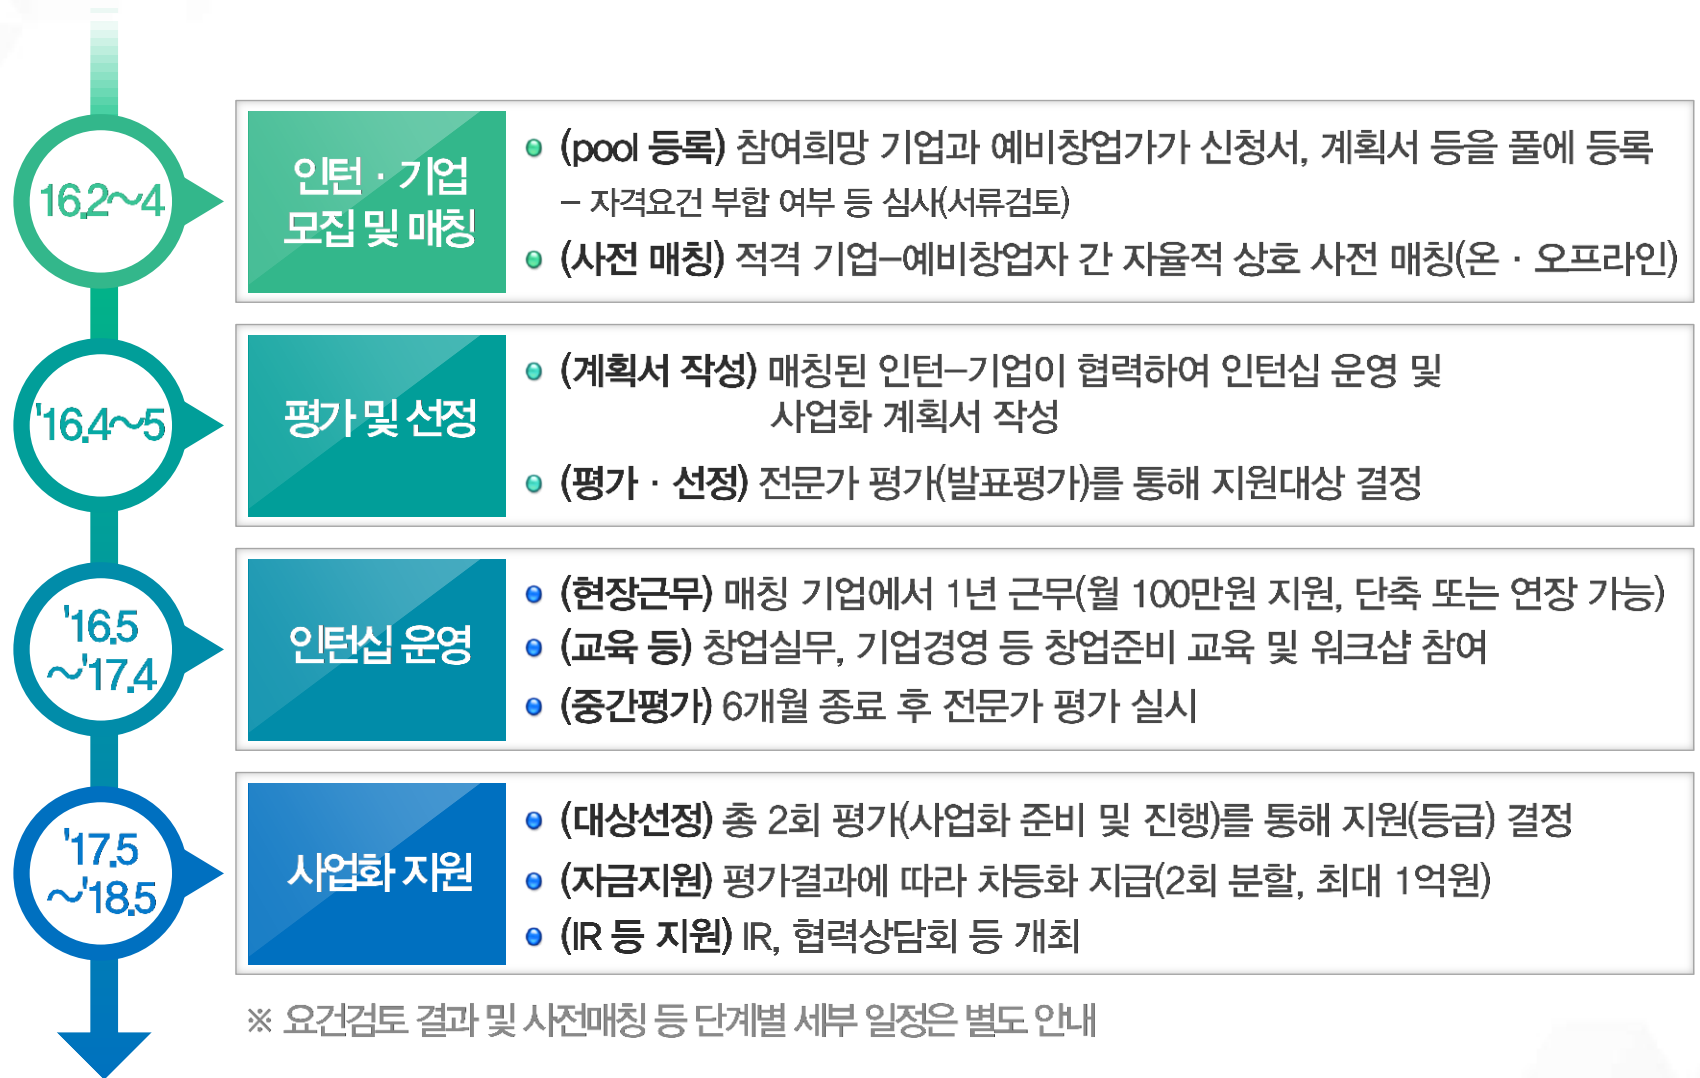 16.2~4
인턴 · 기업
모집 및 매칭
(pool 등록) 참여희망 기업과 예비창업가가 신청서, 계획서 등을 풀에 등록
- 자격요건 부합 여부 등 심사(서류검토)
(사전 매칭) 적격 기업-예비창업자 간 자율적 상호 사전 매칭(온 · 오프라인)
'16.4~5
평가 및 선정
(계획서 작성) 매칭된 인턴-기업이 협력하여 인턴십 운영 및
사업화 계획서 작성
(평가 · 선정) 전문가 평가(발표평가)를 통해 지원대상 결정
'16.5
~'17.4
인턴십 운영
(현장근무) 매칭 기업에서 1년 근무(월 100만원 지원, 단축 또는 연장 가능)
(교육 등) 창업실무, 기업경영 등 창업준비 교육 및 워크샵 참여
(중간평가) 6개월 종료 후 전문가 평가 실시
'17.5
~'18.5
사업화 지원
(대상선정) 총 2회 평가(사업화 준비 및 진행)를 통해 지원(등급) 결정
(자금지원) 평가결과에 따라 차등화 지급(2회 분할, 최대 1억원)
(IR 등 지원) IR, 협력상담회 등 개최
※ 요건검토 결과 및 사전매칭 등 단계별 세부 일정은 별도 안내